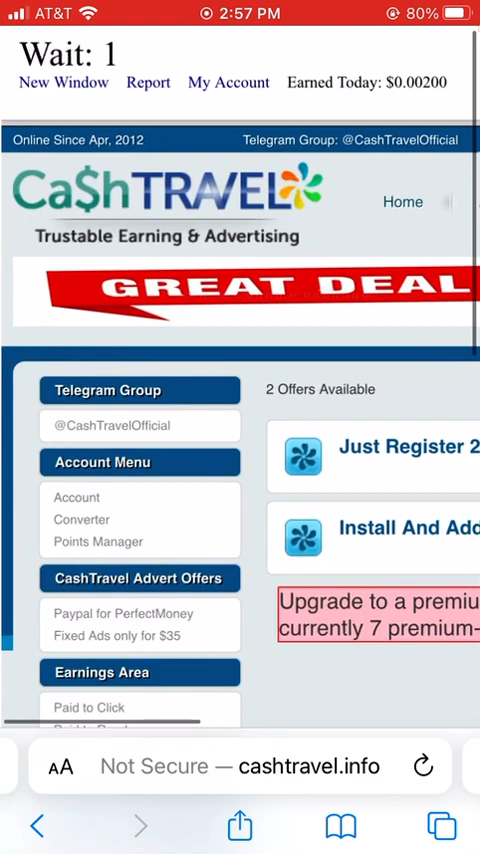 AT&T 2:57 PM 80%
Wait: 1
New Window Report My Account Earned Today: $0.00200
Online Since Apr, 2012 Telegram Group: @CashTravelOfficial
Ca$hTRAVEL
Home
Trustable Earning & Advertising
GREAT DEAL
Telegram Group
2 Offers Available
@CashTravelOfficial
Account Menu
Just Register 2
Account
Converter
Points Manager
Install And Add
CashTravel Advert Offers
Upgrade to a premiu
currently 7 premium-
Paypal for PerfectMoney
Fixed Ads only for $35
Earnings Area
Paid to Click
AA Not Secure — cashtravel.info